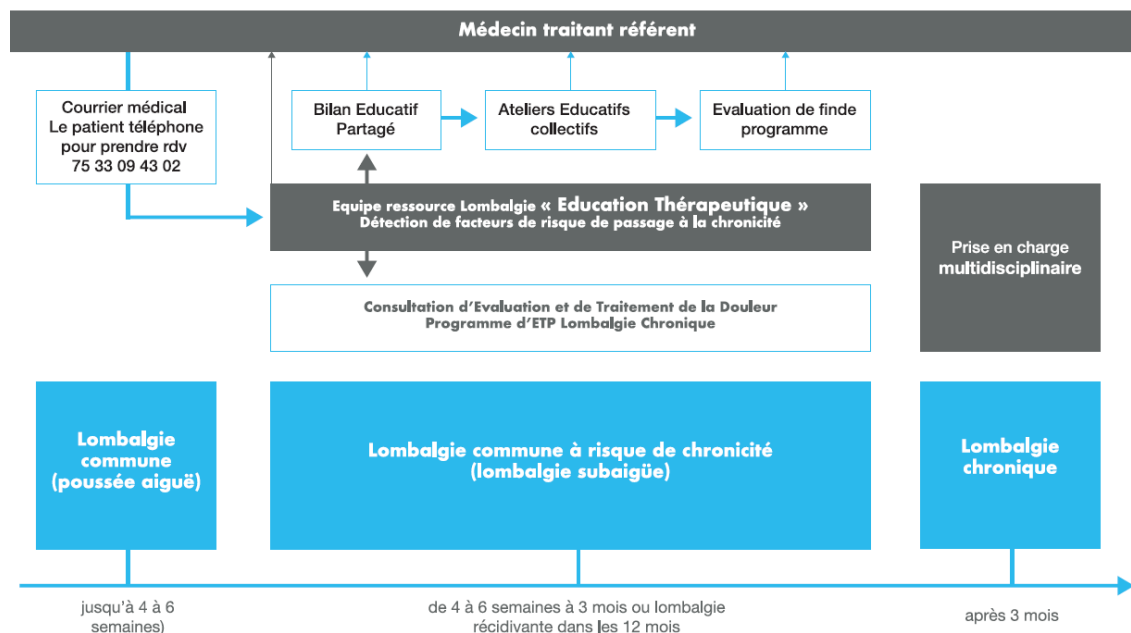 Médecin traitant référent
Courrier médical
Le patient téléphone
pour prendre rdv
75 33 09 43 02
Bilan Educatif
Partagé
Ateliers Educatifs
collectifs
Evaluation de finde
programme
Equipe ressource Lombalgie « Education Thérapeutique »
Détection de facteurs de risque de passage à la chronicité
Prise en charge
multidisciplinaire
Consultation d’Evaluation et de Traitement de la Douleur
Programme d’ETP Lombalgie Chronique
Lombalgie
commune
(poussée aiguë)
Lombalgie commune à risque de chronicité
(lombalgie subaigüe)
Lombalgie
chronique
jusqu’à 4 à 6
semaines)
de 4 à 6 semaines à 3 mois ou lombalgie
récidivante dans les 12 mois
après 3 mois